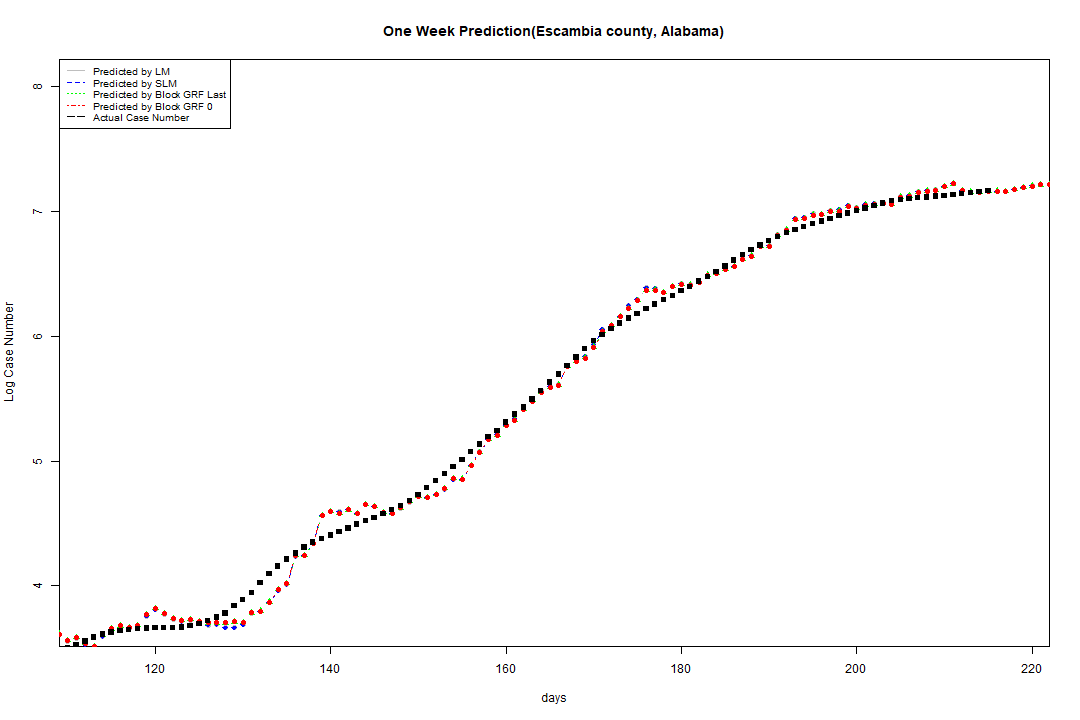 One Week Prediction(Escambia county, Alabama)
Predicted by LM
Predicted by SLM
Predicted by Block GRF Last
Predicted by Block GRF 0
Actual Case Number
8
7
6
5
4
Log Case Number
120 140 160 180 200 220
days